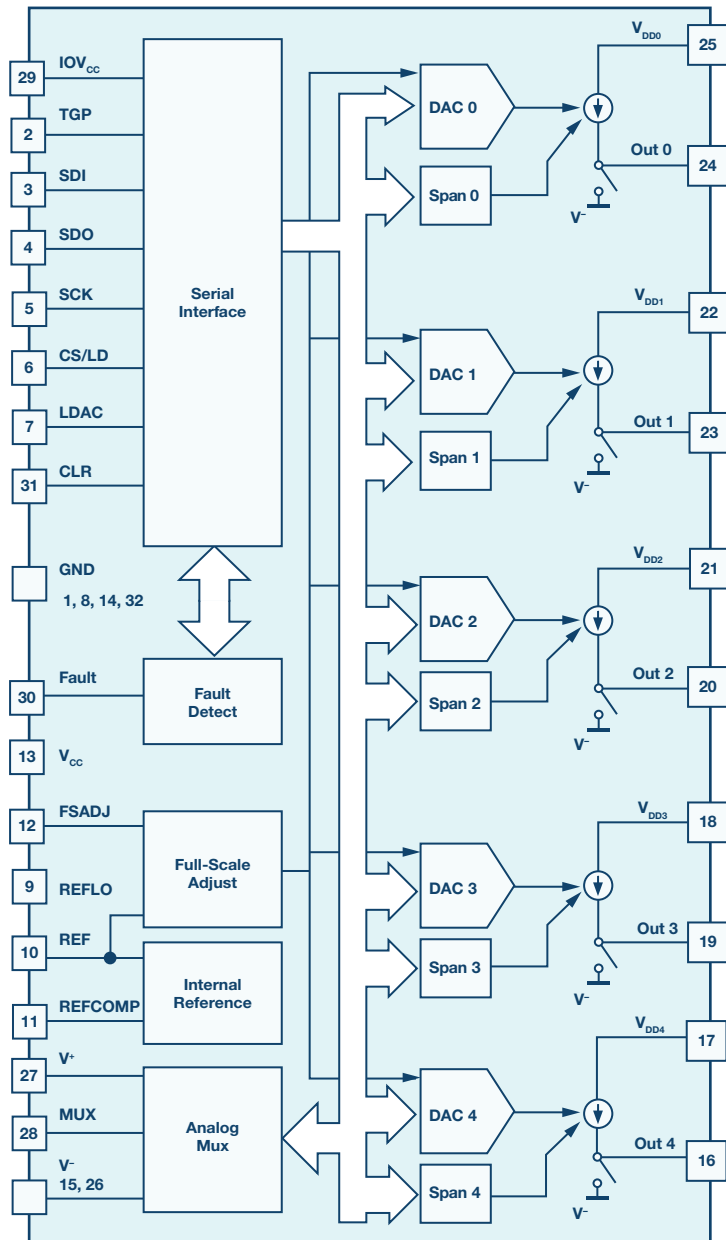 29 IOVCC
2 TGP
3 SDI
4 SDO
5 SCK
6 CS/LD
7 LDAC
31 CLR
GND
1, 8, 14, 32
30 Fault
13 VCC
12 FSADJ
9 REFLO
10 REF
11 REFCOMP
27 V+
28 MUX
V–
15, 26
Serial
Interface
Fault
Detect
Full-Scale
Adjust
Internal
Reference
Analog
Mux
DAC 0
Span 0
VDD0
25
Out 0
24
V–
DAC 1
Span 1
VDD1
22
Out 1
23
V–
DAC 2
Span 2
VDD2
21
Out 2
20
V–
DAC 3
Span 3
VDD3
18
Out 3
19
V–
DAC 4
Span 4
VDD4
17
Out 4
16
V–